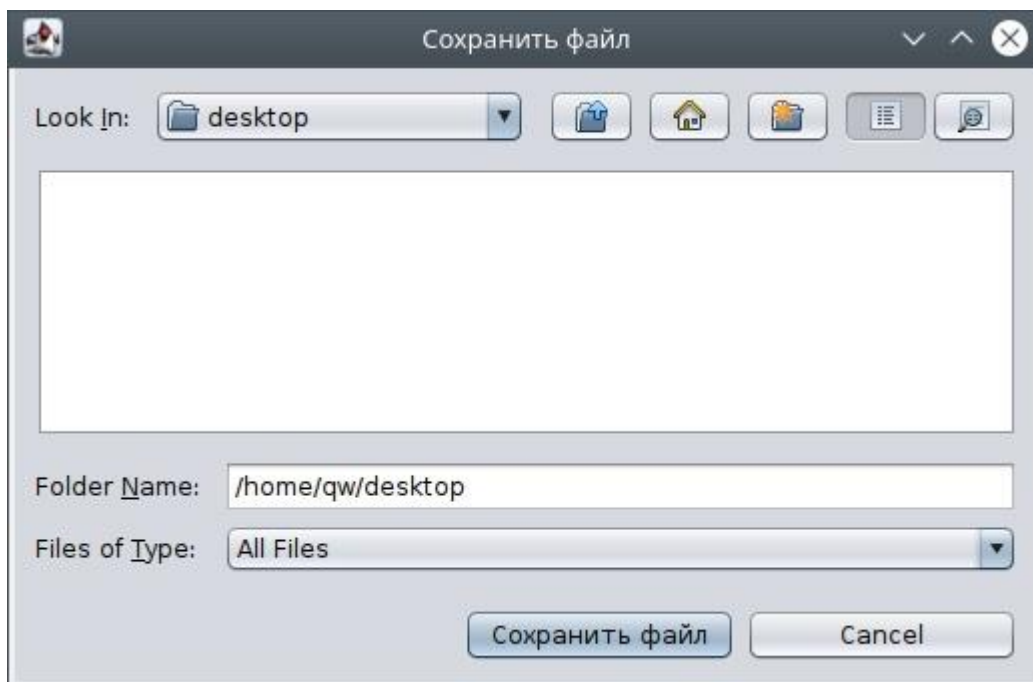 Сохранить файл
Look In: desktop
Folder Name: /home/qw/desktop
Files of Type: All Files
Сохранить файл Cancel